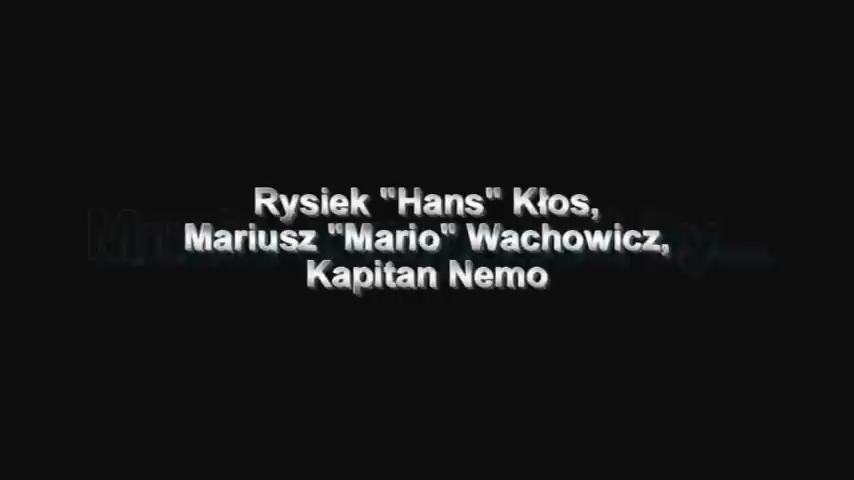 Rysiek "Hans" Kłos,
Mariusz "Mario" Wachowicz,
Kapitan Nemo